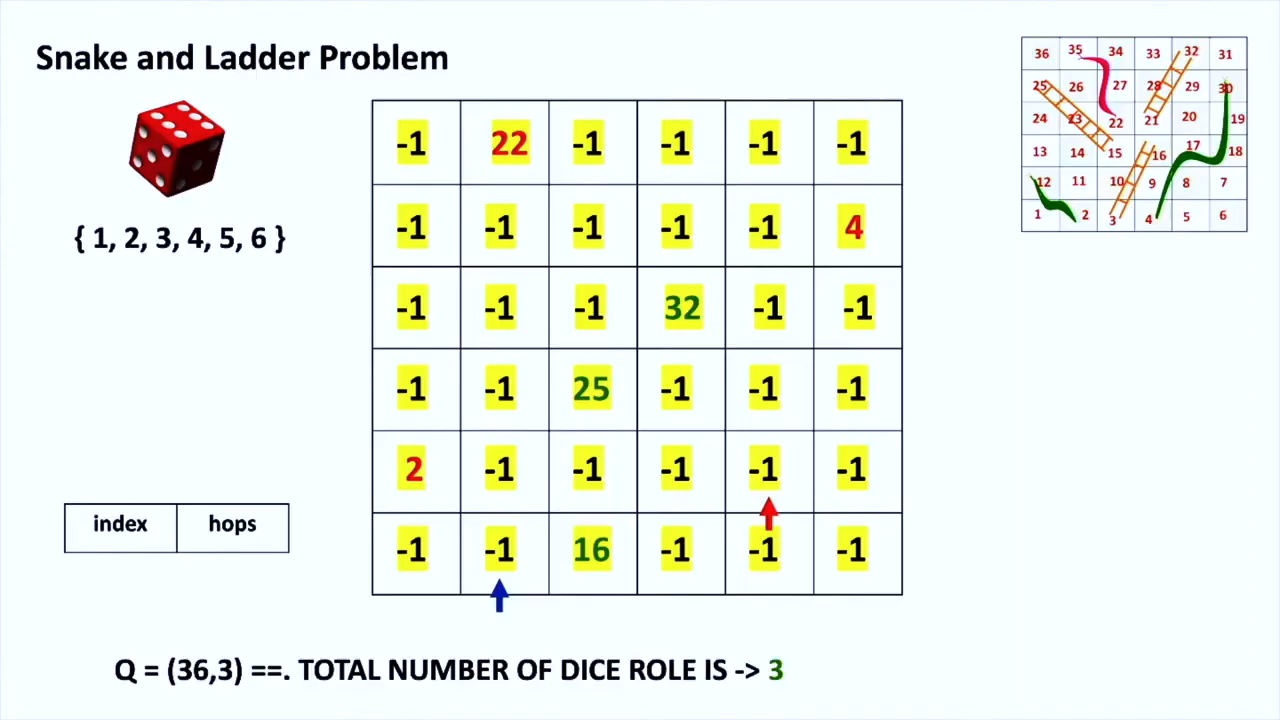 Snake and Ladder Problem
{ 1, 2, 3, 4, 5, 6 }
-1 22 -1 -1 -1 -1
-1 -1 -1 -1 -1 4
-1 -1 -1 32 -1 -1
-1 -1 25 -1 -1 -1
2 -1 -1 -1 -1 -1
-1 -1 16 -1 -1 -1
36 35 34 33 32 31
25 26 27 28 29 30
24 23 22 21 20 19
13 14 15 16 17 18
12 11 10 9 8 7
1 2 3 4 5 6
index hops
Q = (36,3) ==. TOTAL NUMBER OF DICE ROLE IS -> 3